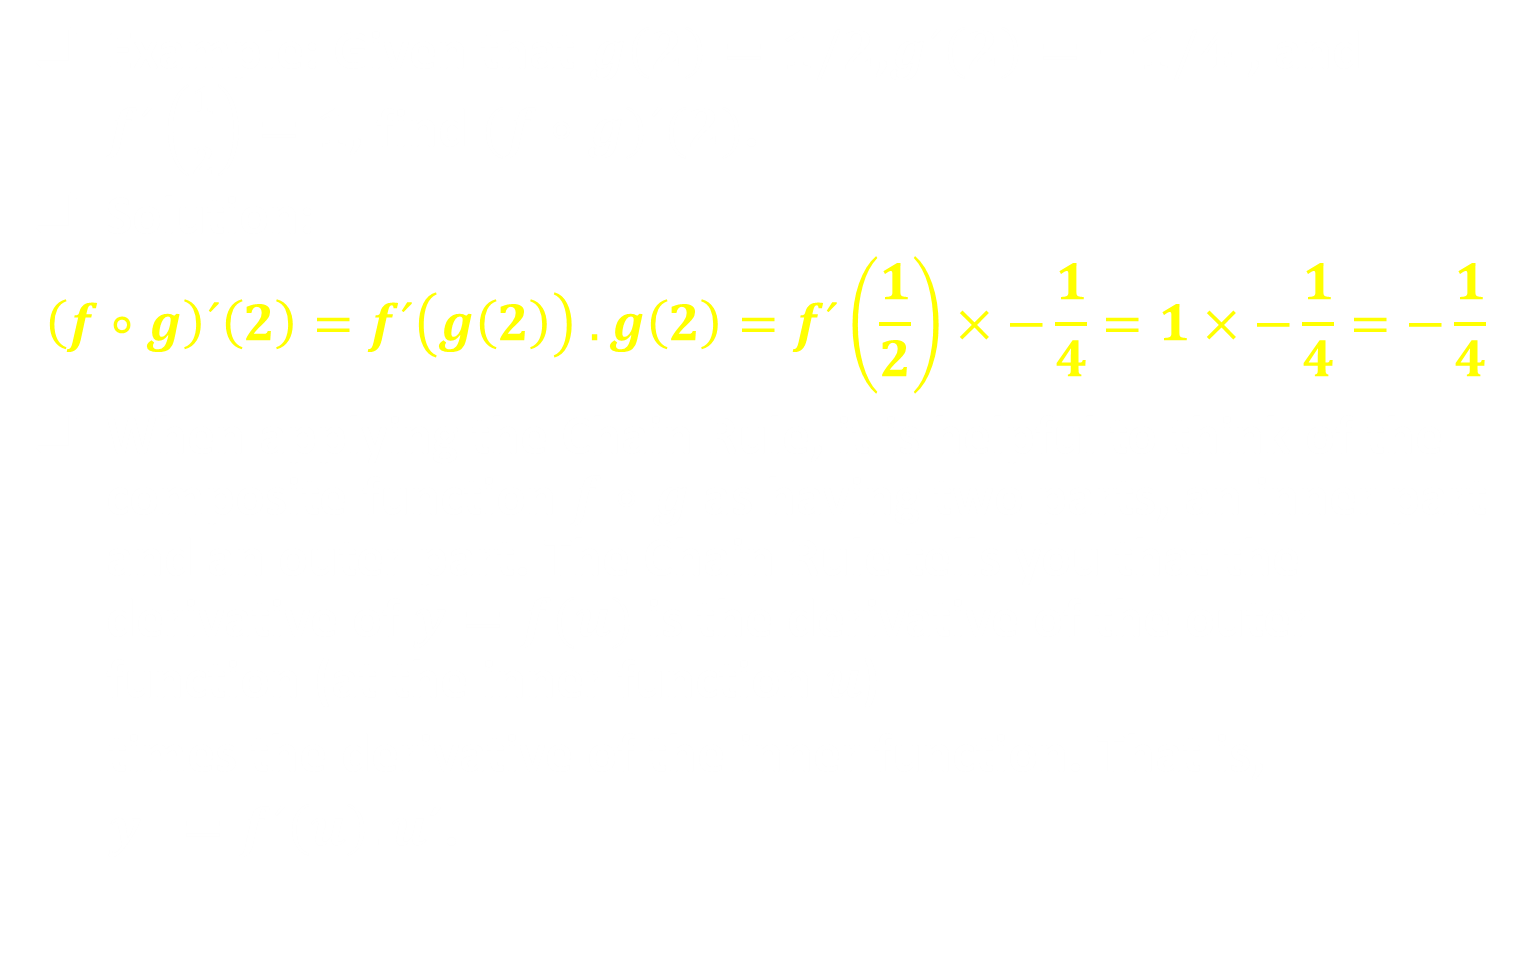 (f ∘ g)′(2) = f′(g(2)) . g(2) = f′(1/2) × −1/4 = 1 × −1/4 = −1/4